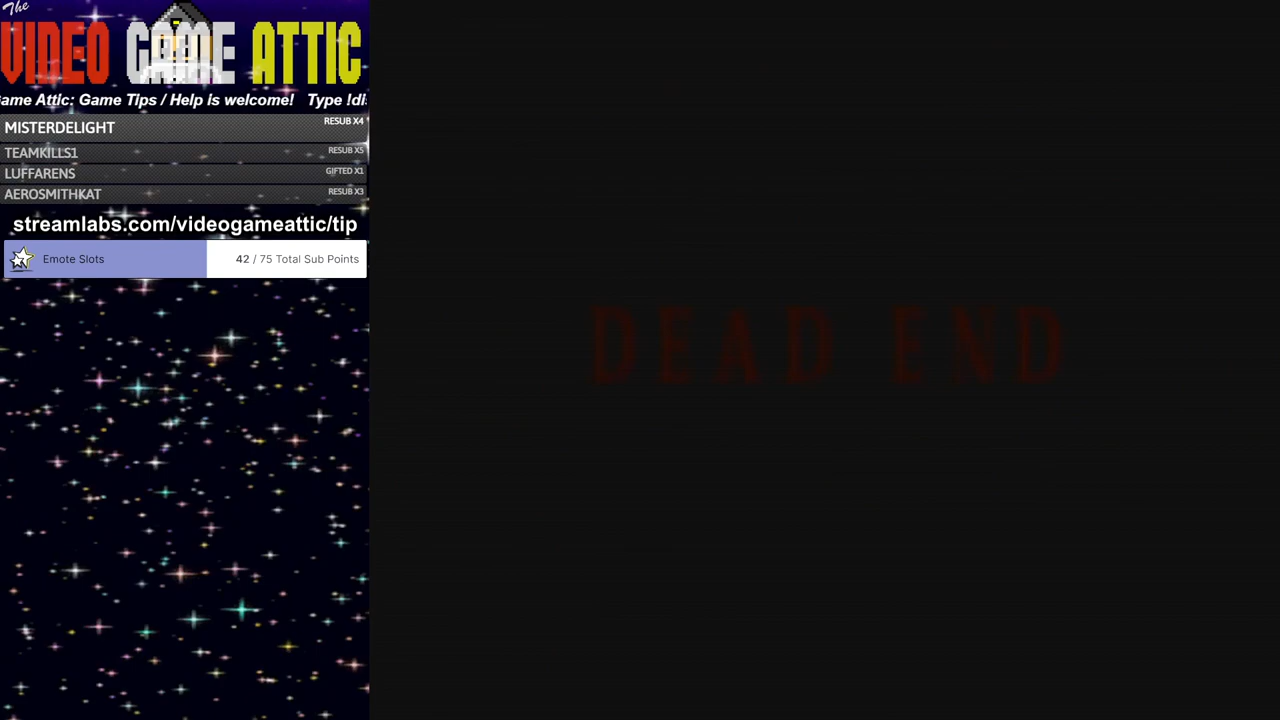 The
VIDEO GAME ATTIC
ame Attic: Game Tips / Help is welcome! Type !di
MISTERDELIGHT RESUB X4
TEAMKILLS1 RESUB X5
LUFFARENS GIFTED X1
AEROSMITHKAT RESUB X3
streamlabs.com/videogameattic/tip
Emote Slots 42 / 75 Total Sub Points
DEAD END